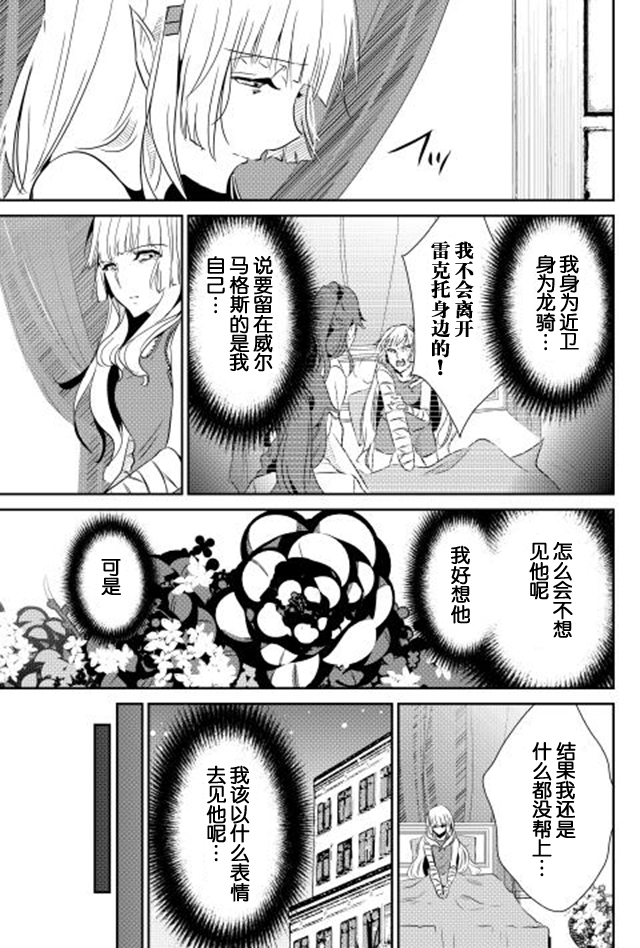 我身为近卫
身为龙骑…
我不会离开
雷克托身边的！
说要留在威尔
马格斯的是我
自己…
怎么会不想
见他呢
我好想他
可是
结果我还是
什么都没帮上…
我该以什么表情
去见他呢…